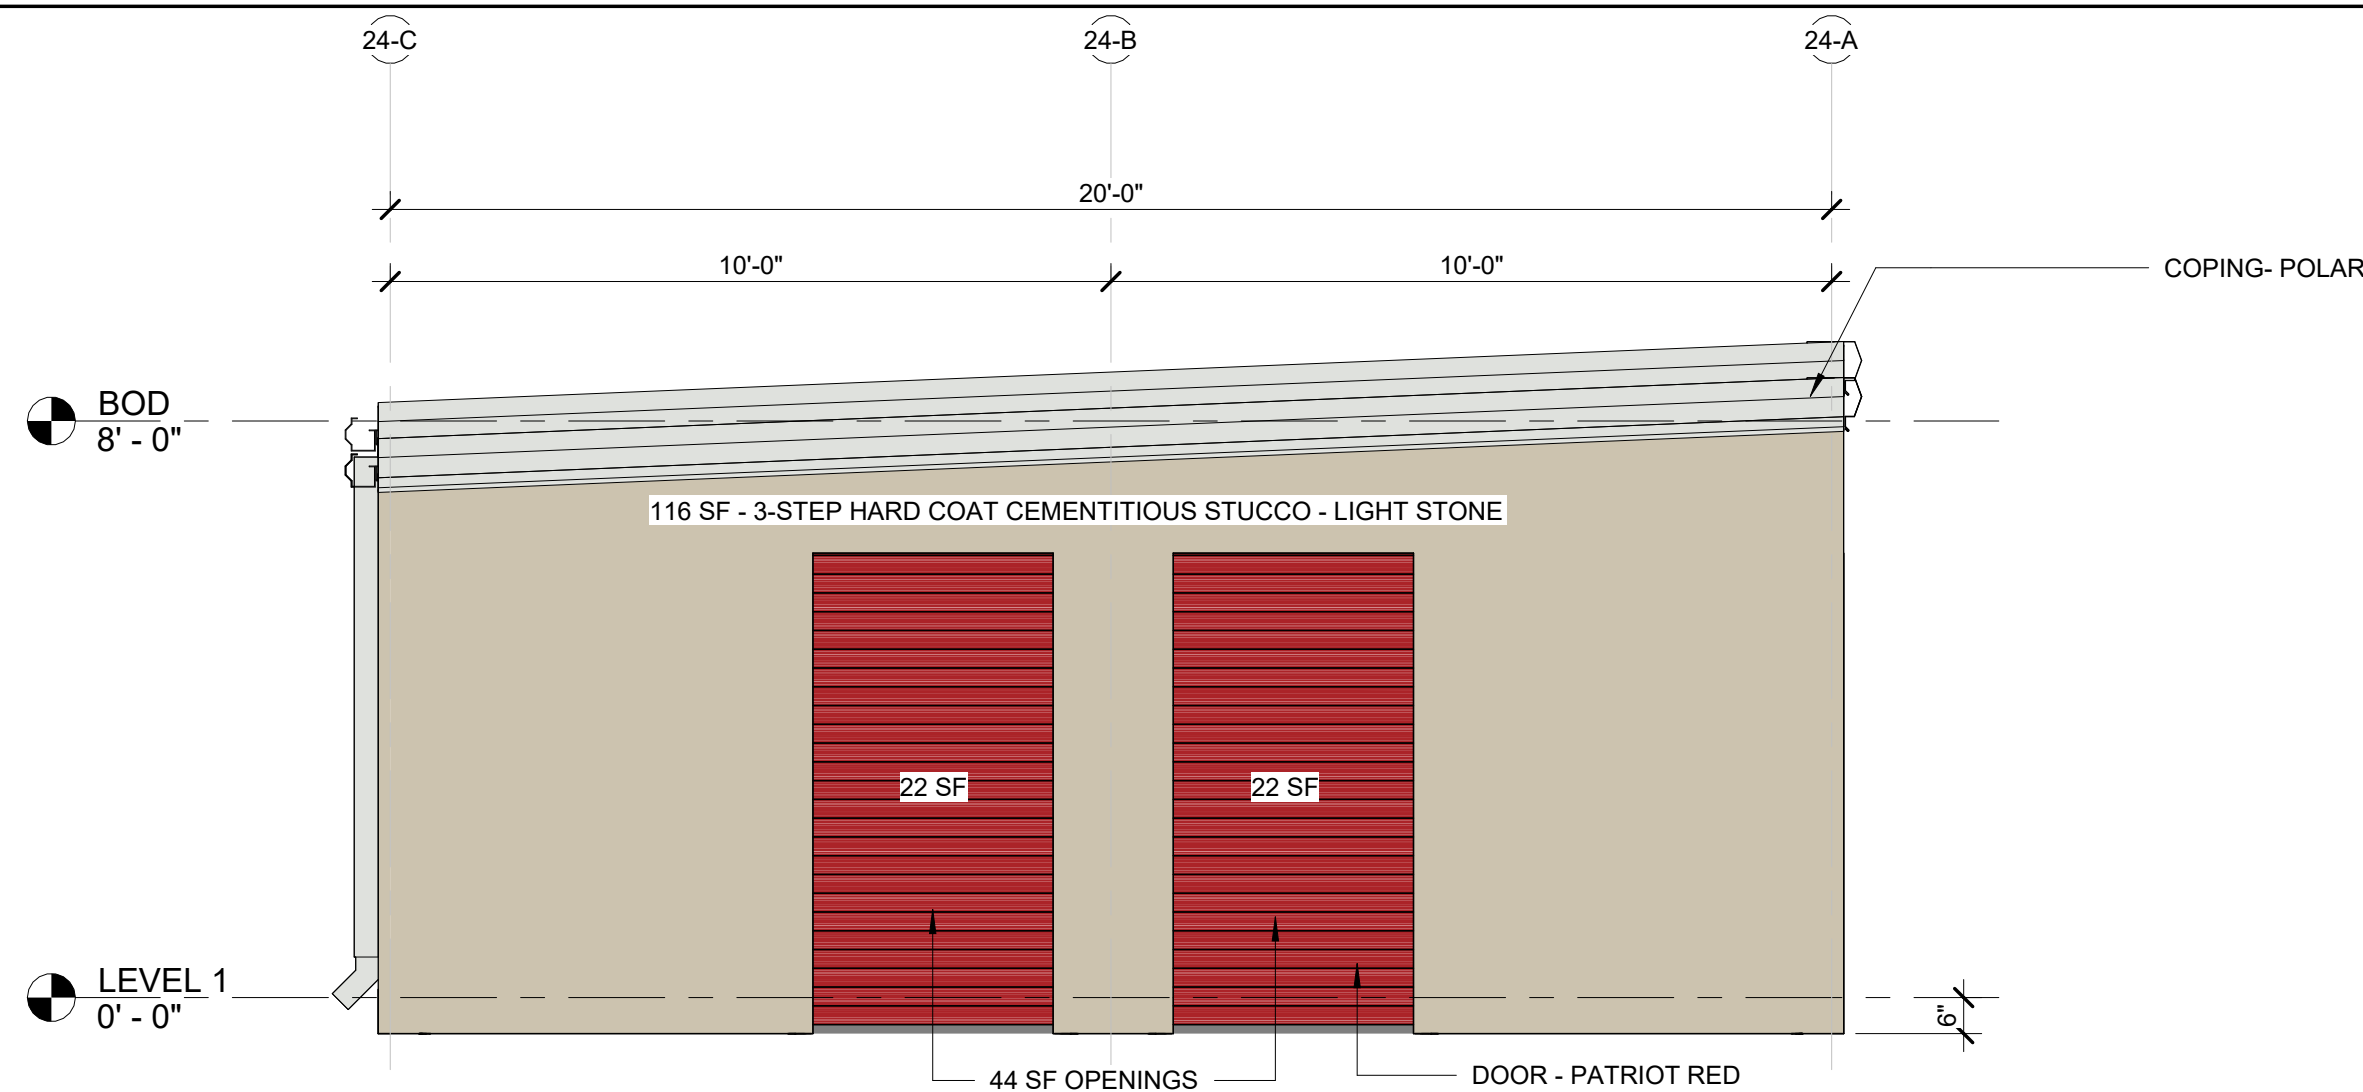 24-C
24-B
24-A
20'-0"
10'-0"
10'-0"
COPING- POLAR
BOD
8' - 0"
116 SF - 3-STEP HARD COAT CEMENTITIOUS STUCCO - LIGHT STONE
22 SF
22 SF
LEVEL 1
0' - 0"
6"
44 SF OPENINGS
DOOR - PATRIOT RED